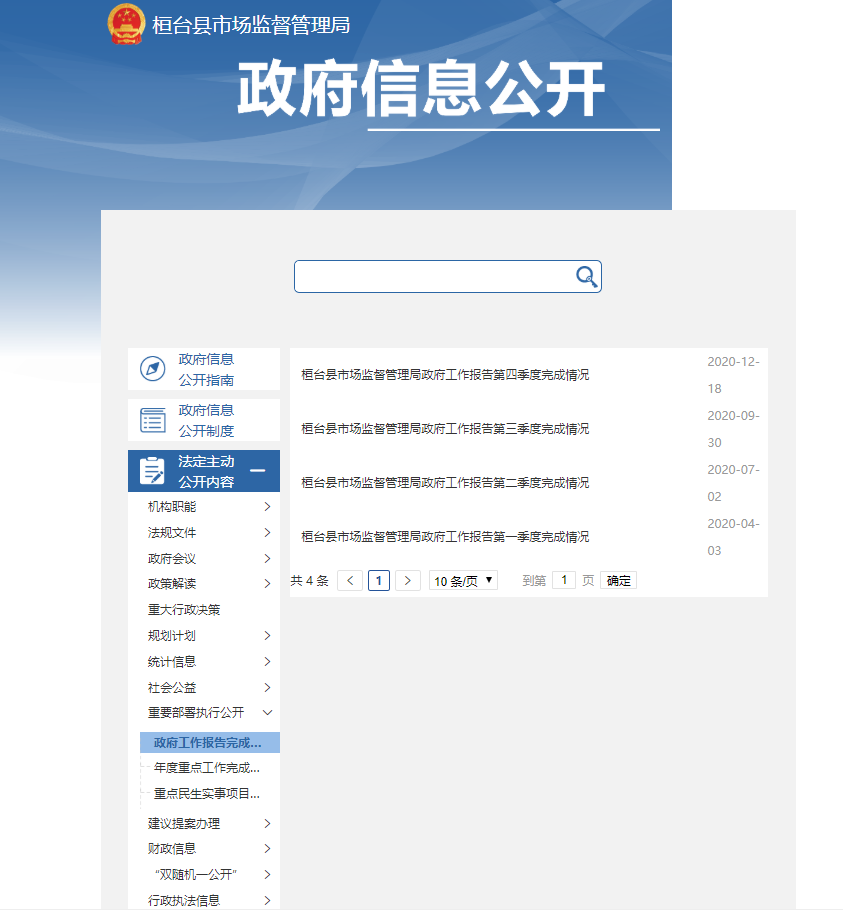 桓台县市场监督管理局
政府信息公开
政府信息
公开指南
政府信息
公开制度
法定主动
公开内容
机构职能
法规文件
政府会议
政策解读
重大行政决策
规划计划
统计信息
社会公益
重要部署执行公开
政府工作报告完成...
年度重点工作完成...
重点民生实事项目...
建议提案办理
财政信息
“双随机一公开”
行政执法信息
桓台县市场监督管理局政府工作报告第四季度完成情况
2020-12-
18
桓台县市场监督管理局政府工作报告第三季度完成情况
2020-09-
30
桓台县市场监督管理局政府工作报告第二季度完成情况
2020-07-
02
桓台县市场监督管理局政府工作报告第一季度完成情况
2020-04-
03
共 4 条 < 1 > 10 条/页 ▼ 到第 1 页 确定